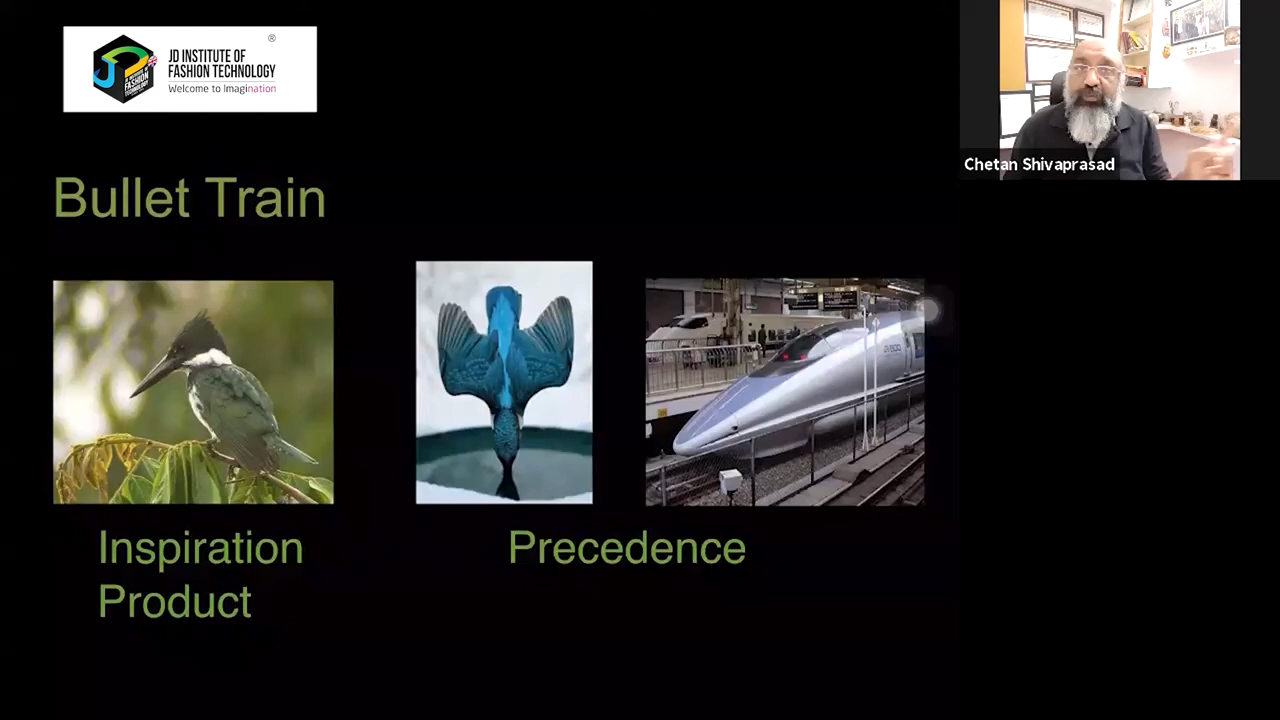 JD INSTITUTE OF
FASHION TECHNOLOGY
®
Welcome to Imagination
Chetan Shivaprasad
Bullet Train
Inspiration
Product
Precedence